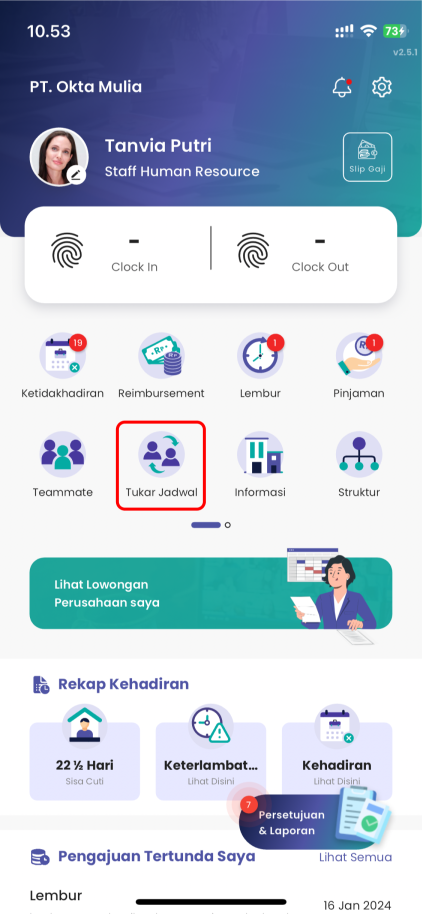 10.53
73
v2.5.1
PT. Okta Mulia
Tanvia Putri
Staff Human Resource
Slip Gaji
-
-
Clock In
Clock Out
19
1
1
Ketidakhadiran
Reimbursement
Lembur
Pinjaman
Teammate
Tukar Jadwal
Informasi
Struktur
Lihat Lowongan
Perusahaan saya
Rekap Kehadiran
22 ½ Hari
Sisa Cuti
Keterlambat...
Lihat Disini
Kehadiran
Lihat Disini
7
Persetujuan
& Laporan
Pengajuan Tertunda Saya
Lihat Semua
Lembur
16 Jan 2024